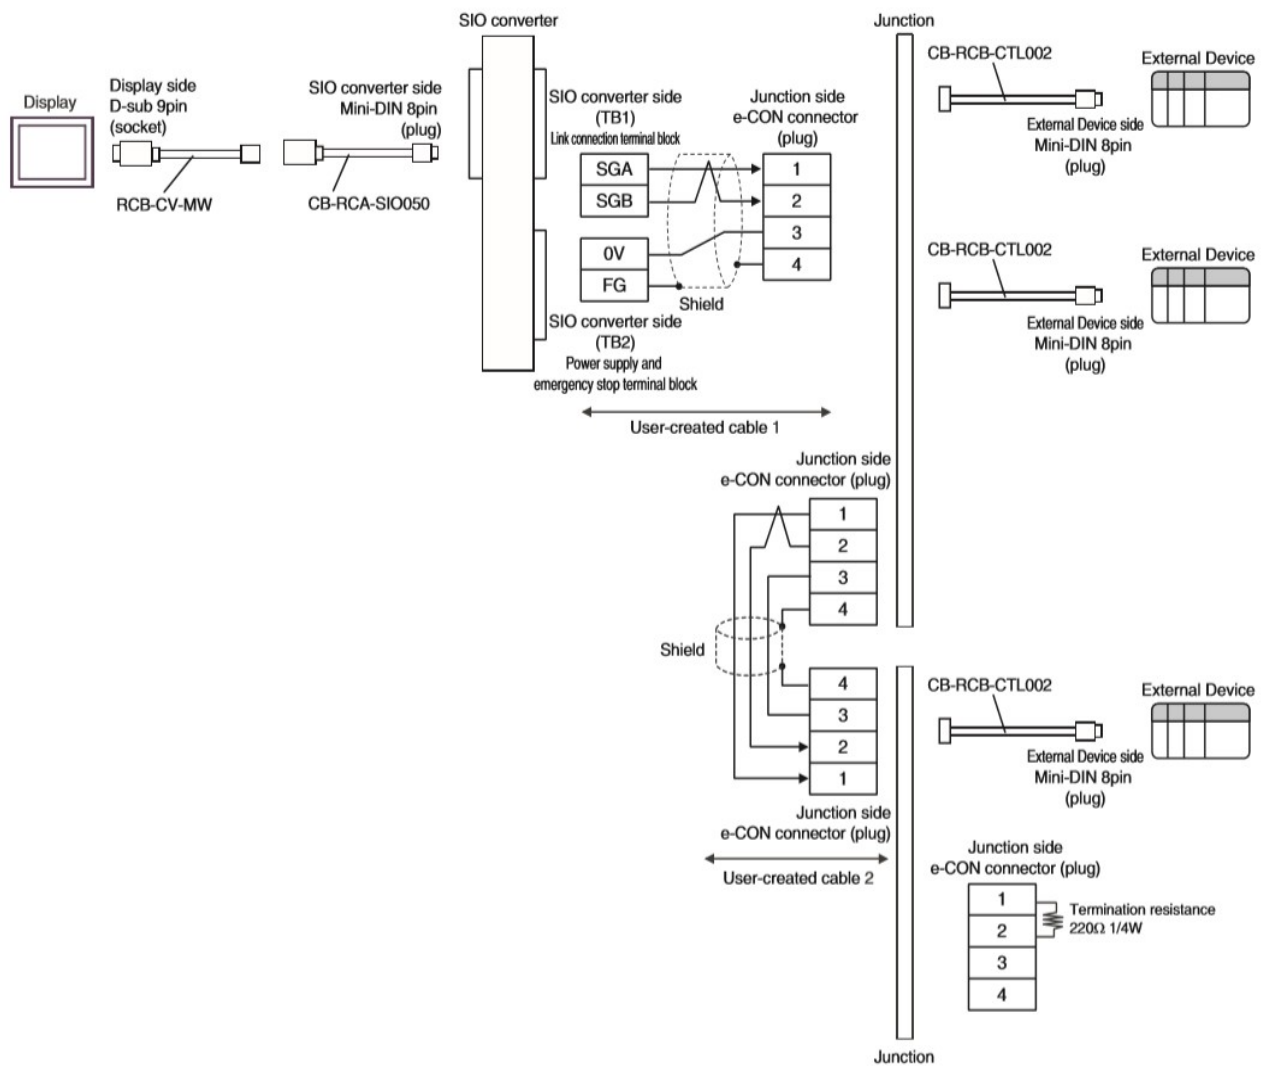 SIO converter
Junction
Display
Display side
D-sub 9pin
(socket)
RCB-CV-MW
SIO converter side
Mini-DIN 8pin
(plug)
CB-RCA-SIO050
SIO converter side
(TB1)
Link connection terminal block
SGA
SGB
0V
FG
Shield
Junction side
e-CON connector
(plug)
1
2
3
4
SIO converter side
(TB2)
Power supply and
emergency stop terminal block
User-created cable 1
CB-RCB-CTL002
External Device
External Device side
Mini-DIN 8pin
(plug)
CB-RCB-CTL002
External Device
External Device side
Mini-DIN 8pin
(plug)
Junction side
e-CON connector (plug)
1
2
3
4
Shield
4
3
2
1
Junction side
e-CON connector (plug)
User-created cable 2
CB-RCB-CTL002
External Device
External Device side
Mini-DIN 8pin
(plug)
Junction side
e-CON connector (plug)
1
2
3
4
Termination resistance
220Ω 1/4W
Junction